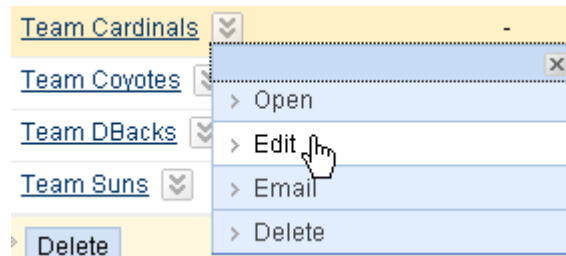 Team Cardinals -
Team Coyotes
> Open
Team DBacks
> Edit
Team Suns
> Email
> Delete
Delete